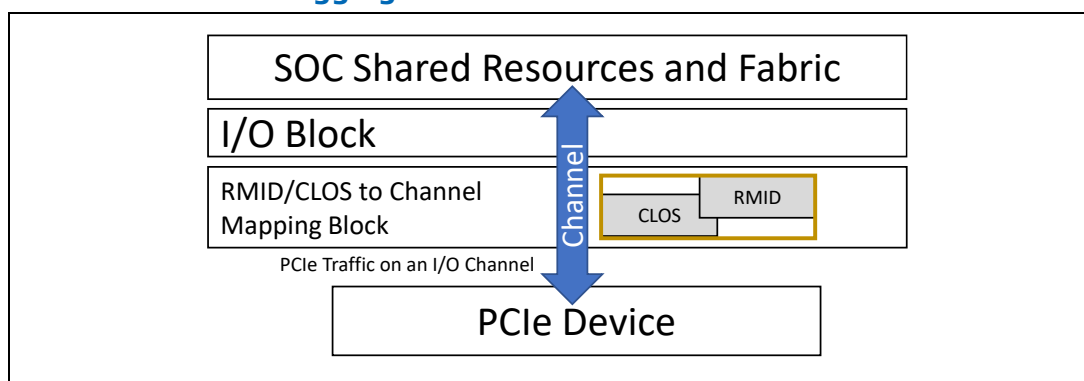 gging
SOC Shared Resources and Fabric
I/O Block
RMID/CLOS to Channel
Mapping Block
Channel
CLOS
RMID
PCIe Traffic on an I/O Channel
PCIe Device